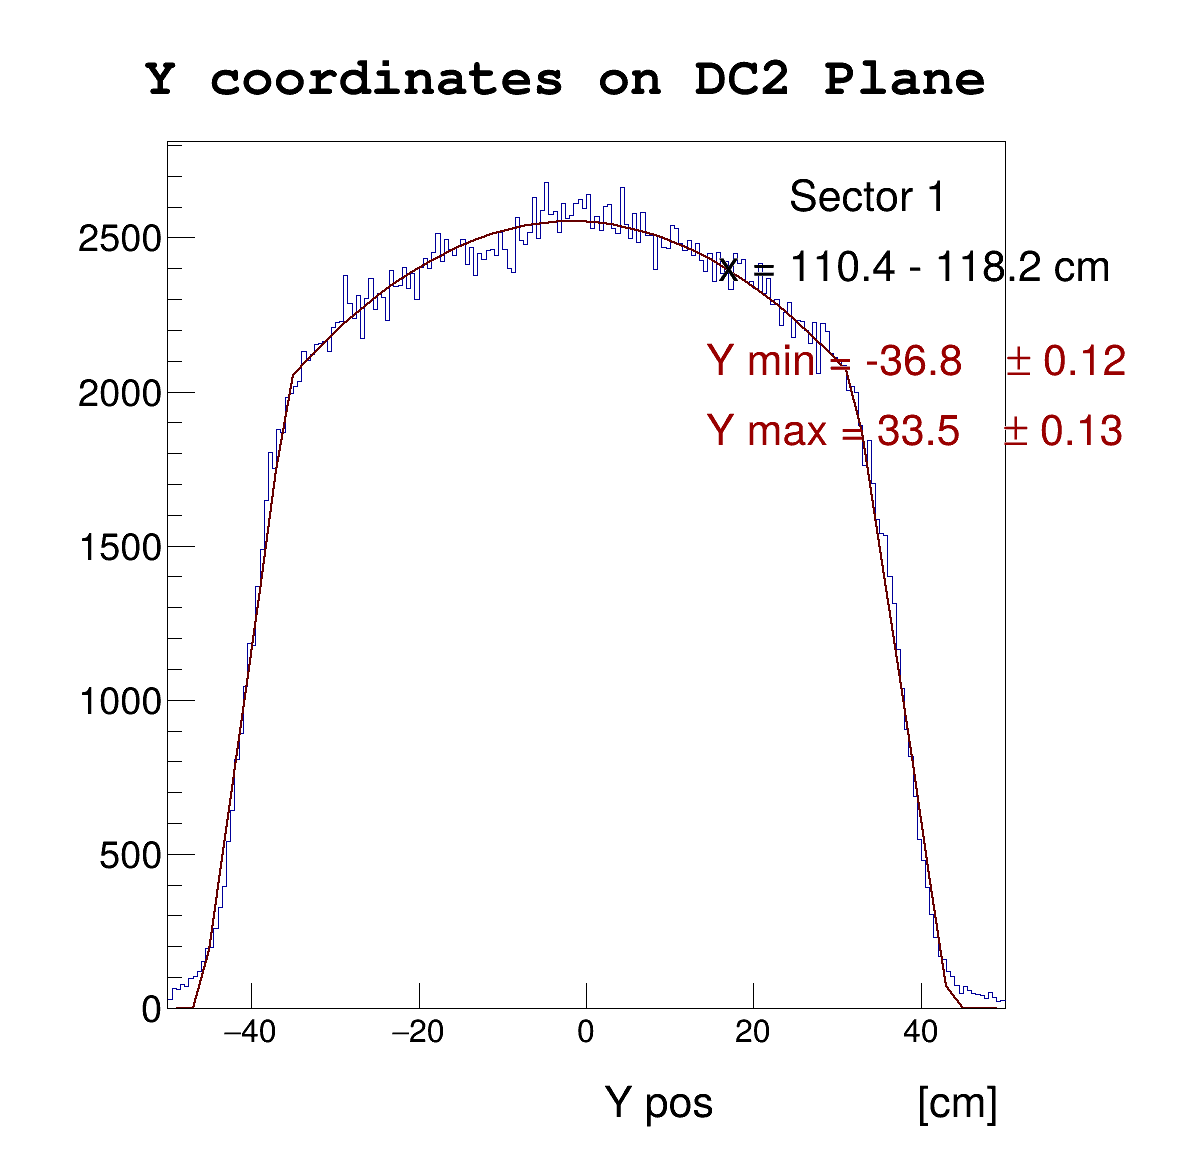 Y coordinates on DC2 Plane
Sector 1
x = 110.4 - 118.2 cm
Y min = -36.8 ± 0.12
Y max = 33.5 ± 0.13
2500
2000
1500
1000
500
0
−40 −20 0 20 40
Y pos [cm]